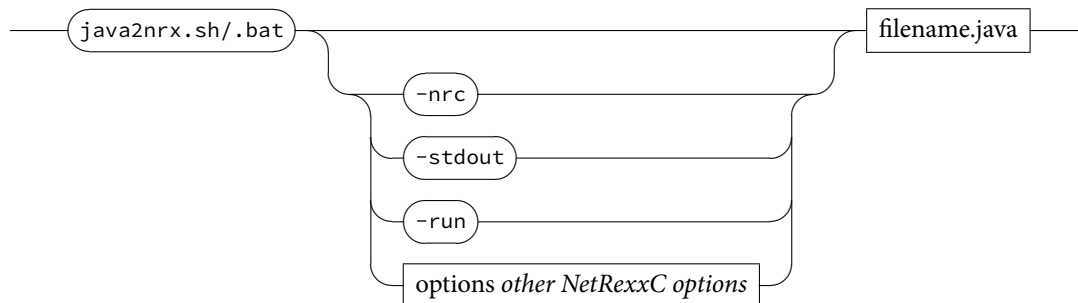 java2nrx.sh/.bat filename.java
-nrc
-stdout
-run
options other NetRexxC options